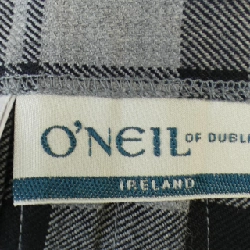 O'NEIL OF DUBLI
IRELAND